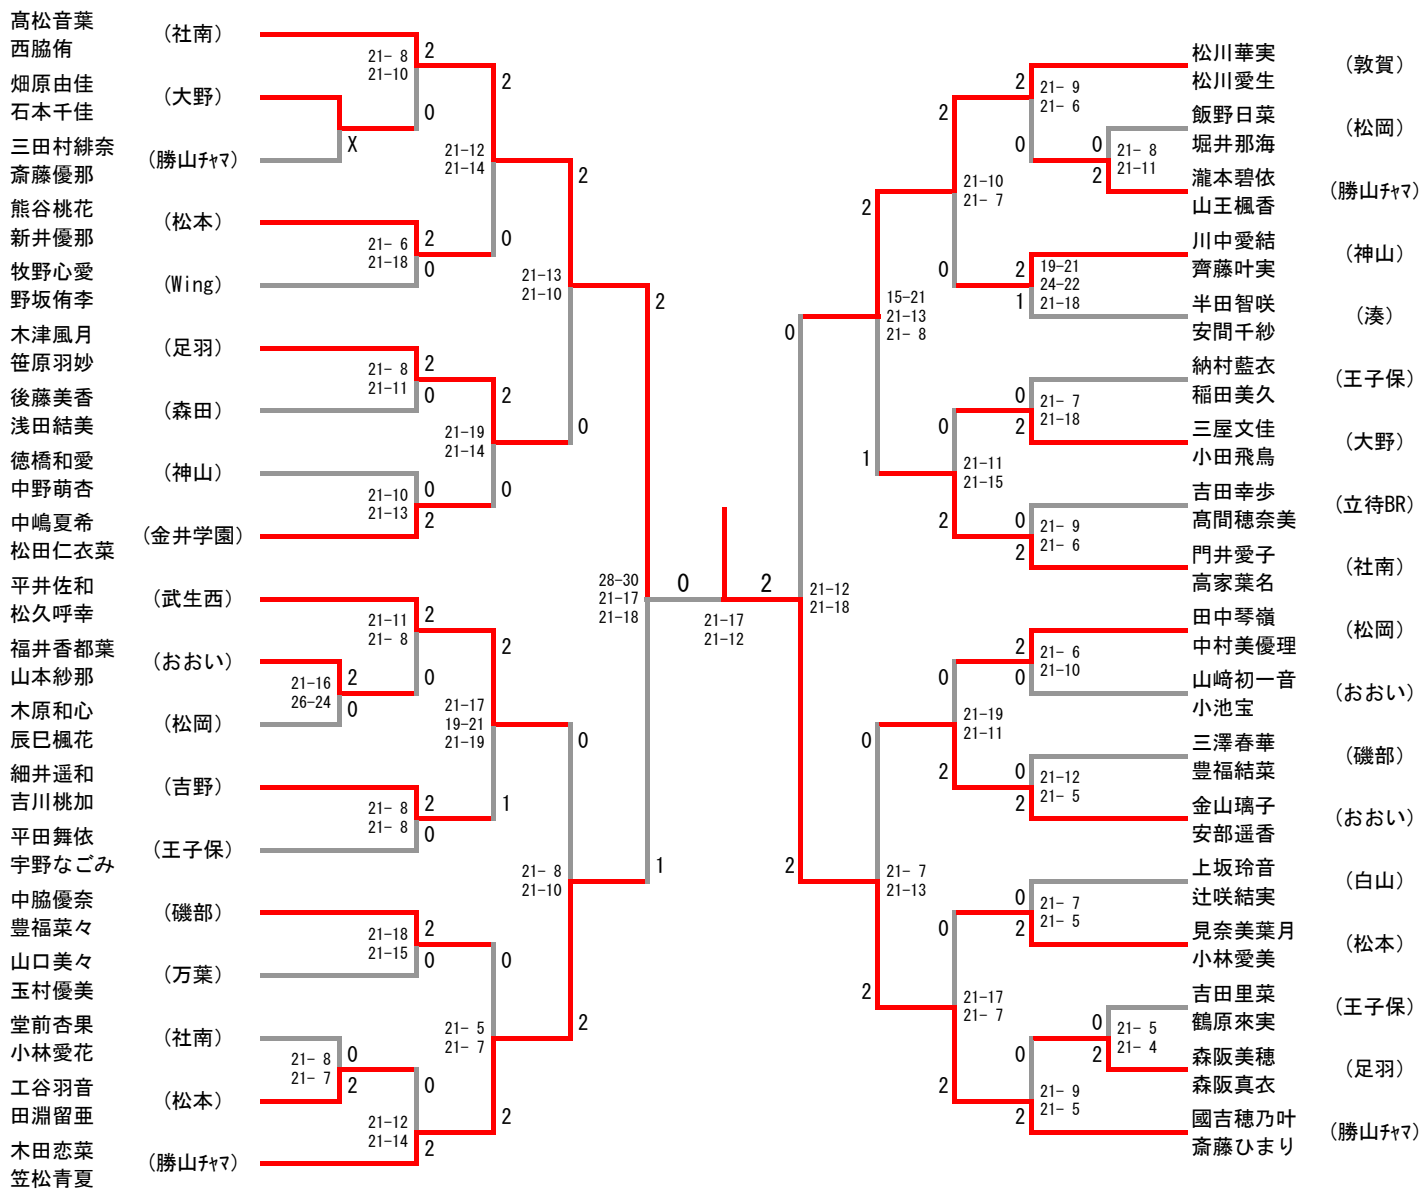 髙松音葉
西脇侑
(社南)
畑原由佳
石本千佳
(大野)
三田村緋奈
斎藤優那
(勝山ﾁｬﾏ)
熊谷桃花
新井優那
(松本)
牧野心愛
野坂侑李
(Wing)
木津風月
笹原羽妙
(足羽)
後藤美香
浅田結美
(森田)
徳橋和愛
中野萌杏
(神山)
中嶋夏希
松田仁衣菜
(金井学園)
平井佐和
松久呼幸
(武生西)
福井香都葉
山本紗那
(おおい)
木原和心
辰巳楓花
(松岡)
細井遥和
吉川桃加
(吉野)
平田舞依
宇野なごみ
(王子保)
中脇優奈
豊福菜々
(磯部)
山口美々
玉村優美
(万葉)
堂前杏果
小林愛花
(社南)
工谷羽音
田淵留亜
(松本)
木田恋菜
笠松青夏
(勝山ﾁｬﾏ)
X
21-16
26-24
2
0
21- 8
21- 7
0
2
21- 8
21-10
2
0
21- 6
21-18
2
0
21- 8
21-11
2
0
21-10
21-13
0
2
21-11
21- 8
2
0
21- 8
21- 8
2
0
21-18
21-15
2
0
21-12
21-14
0
2
21-12
21-14
2
0
21-19
21-14
2
0
21-17
19-21
21-19
2
1
21- 5
21- 7
0
2
21-13
21-10
2
0
21- 8
21-10
0
2
28-30
21-17
21-18
2
1
0
2
21-17
21-12
21-12
21-18
0
2
15-21
21-13
21- 8
2
1
21- 7
21-13
0
2
21-10
21- 7
2
0
21-11
21-15
0
2
21-19
21-11
0
2
21-17
21- 7
0
2
21- 9
21- 6
2
0
19-21
24-22
21-18
2
1
21- 7
21-18
0
2
21- 9
21- 6
0
2
21- 6
21-10
2
0
21-12
21- 5
0
2
21- 7
21- 5
0
2
21- 9
21- 5
0
2
21- 8
21-11
0
2
21- 5
21- 4
0
2
松川華実
松川愛生
(敦賀)
飯野日菜
堀井那海
(松岡)
瀧本碧依
山王楓香
(勝山ﾁｬﾏ)
川中愛結
齊藤叶実
(神山)
半田智咲
安間千紗
(湊)
納村藍衣
稲田美久
(王子保)
三屋文佳
小田飛鳥
(大野)
吉田幸歩
髙間穂奈美
(立待BR)
門井愛子
高家葉名
(社南)
田中琴嶺
中村美優理
(松岡)
山﨑初一音
小池宝
(おおい)
三澤春華
豊福結菜
(磯部)
金山璃子
安部遥香
(おおい)
上坂玲音
辻咲結実
(白山)
見奈美葉月
小林愛美
(松本)
吉田里菜
鶴原來実
(王子保)
森阪美穂
森阪真衣
(足羽)
國吉穂乃叶
斎藤ひまり
(勝山ﾁｬﾏ)